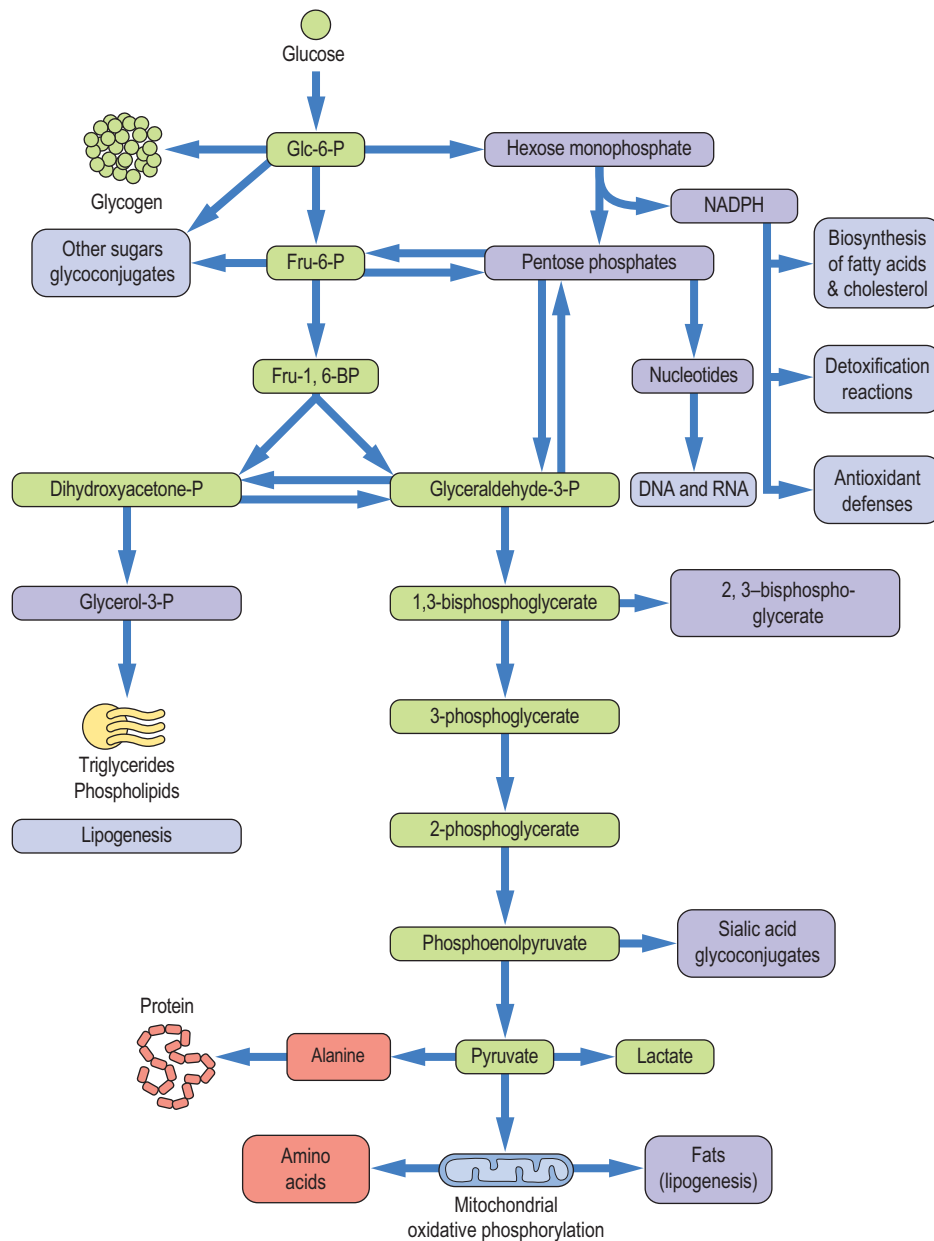 Glucose
Glc-6-P
Hexose monophosphate
Glycogen
NADPH
Other sugars
glycoconjugates
Fru-6-P
Pentose phosphates
Biosynthesis
of fatty acids
& cholesterol
Fru-1, 6-BP
Nucleotides
Detoxification
reactions
Dihydroxyacetone-P
Glyceraldehyde-3-P
DNA and RNA
Antioxidant
defenses
Glycerol-3-P
1,3-bisphosphoglycerate
2, 3–bisphospho-
glycerate
3-phosphoglycerate
Triglycerides
Phospholipids
Lipogenesis
2-phosphoglycerate
Phosphoenolpyruvate
Sialic acid
glycoconjugates
Protein
Alanine
Pyruvate
Lactate
Amino
acids
Fats
(lipogenesis)
Mitochondrial
oxidative phosphorylation